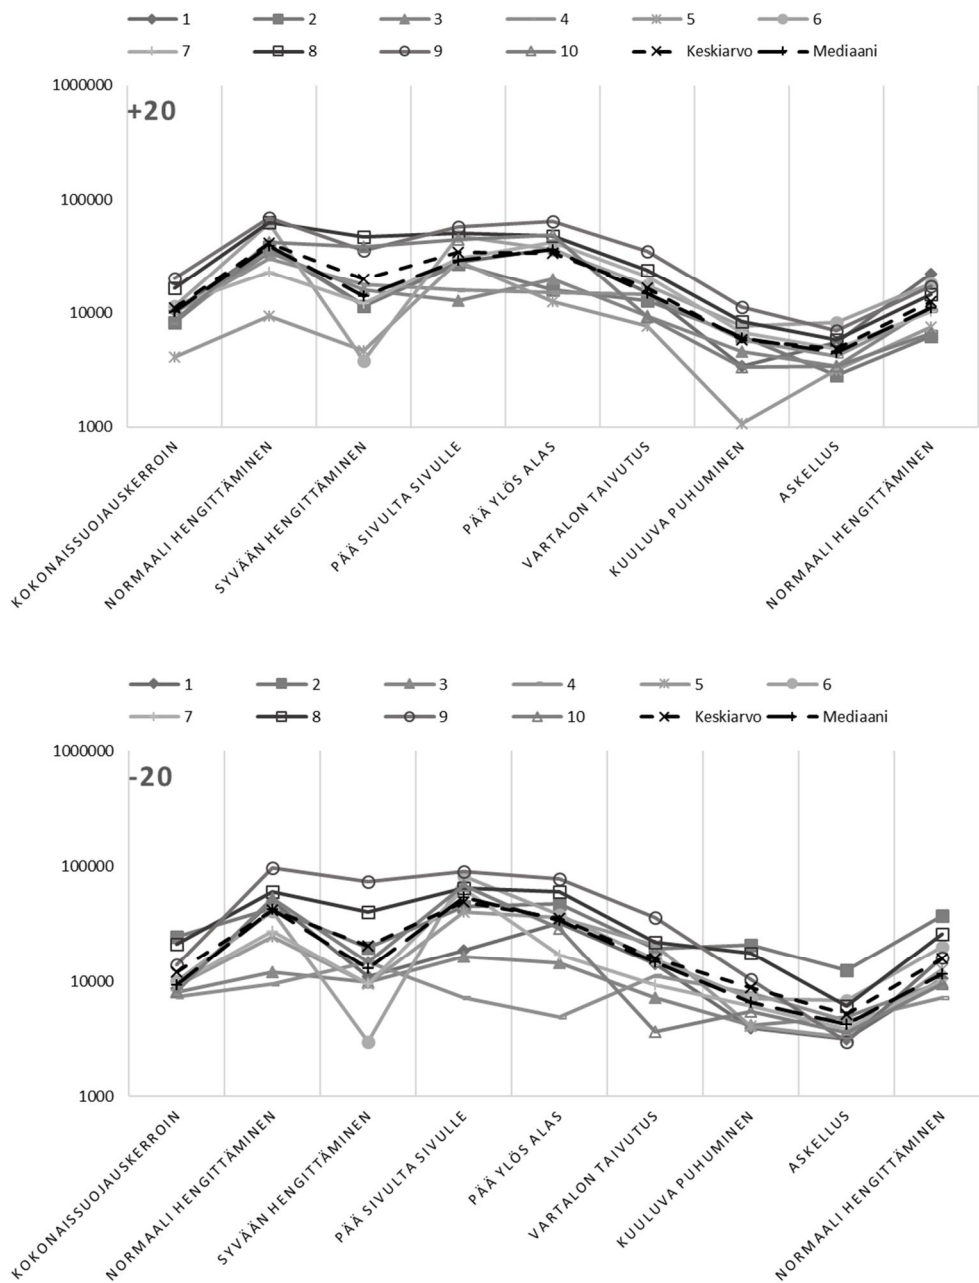 1 2 3 4 5 6
7 8 9 10 Keskiarvo Mediaani
1000000
+20
100000
10000
1000
KOKONAISSUOJAUSKERROIN
NORMAALI HENGITTÄMINEN
SYVÄÄN HENGITTÄMINEN
PÄÄ SIVULTA SIVULLE
PÄÄ YLÖS ALAS
VARTALON TAIVUTUS
KUULUVA PUHUMINEN
ASKELLUS
NORMAALI HENGITTÄMINEN
1 2 3 4 5 6
7 8 9 10 Keskiarvo Mediaani
1000000
-20
100000
10000
1000
KOKONAISSUOJAUSKERROIN
NORMAALI HENGITTÄMINEN
SYVÄÄN HENGITTÄMINEN
PÄÄ SIVULTA SIVULLE
PÄÄ YLÖS ALAS
VARTALON TAIVUTUS
KUULUVA PUHUMINEN
ASKELLUS
NORMAALI HENGITTÄMINEN